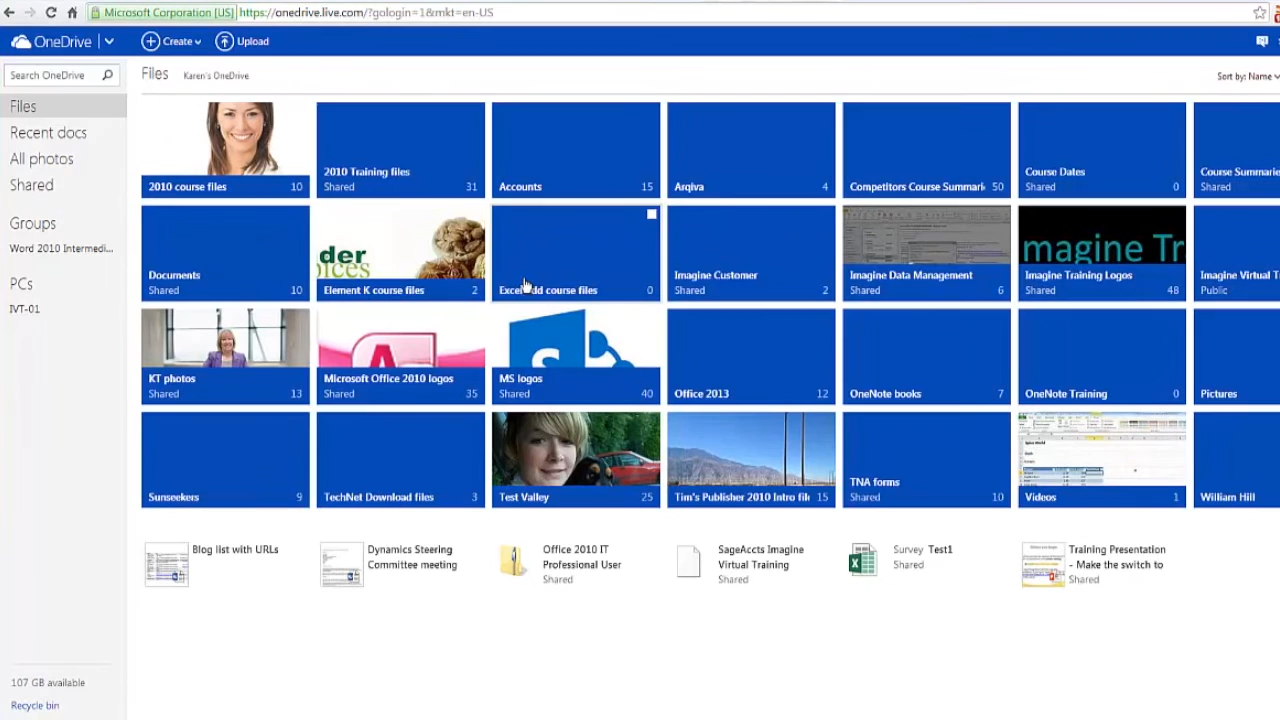 Microsoft Corporation [US] https://onedrive.live.com/?gologin=1&mkt=en-US
OneDrive Create Upload
Search OneDrive
Files Karen's OneDrive Sort by: Name
Files
Recent docs
All photos
Shared
Groups
Word 2010 Intermedi...
PCs
IVT-01
107 GB available
Recycle bin
2010 course files 10
2010 Training files
Shared 31
Accounts 15
Arqiva 4
Competitors Course Summari 50
Course Dates
Shared 0
Course Summarie
Shared
Documents
Shared 10
der
oices
Element K course files 2
Excel dd course files 0
Imagine Customer
Shared 2
Imagine Data Management
Shared 6
magine Tr
Imagine Training Logos
Shared 48
Imagine Virtual T
Public
KT photos
Shared 13
A
Microsoft Office 2010 logos
Shared 35
S
MS logos
Shared 40
Office 2013 12
OneNote books 7
OneNote Training 0
Pictures
Sunseekers 9
TechNet Download files 3
Test Valley 25
Tim's Publisher 2010 Intro file 15
TNA forms
Shared 10
Videos 1
William Hill
Blog list with URLs
Dynamics Steering
Committee meeting
Office 2010 IT
Professional User
Shared
SageAccts Imagine
Virtual Training
Shared
Survey Test1
Shared
Training Presentation
- Make the switch to
Shared